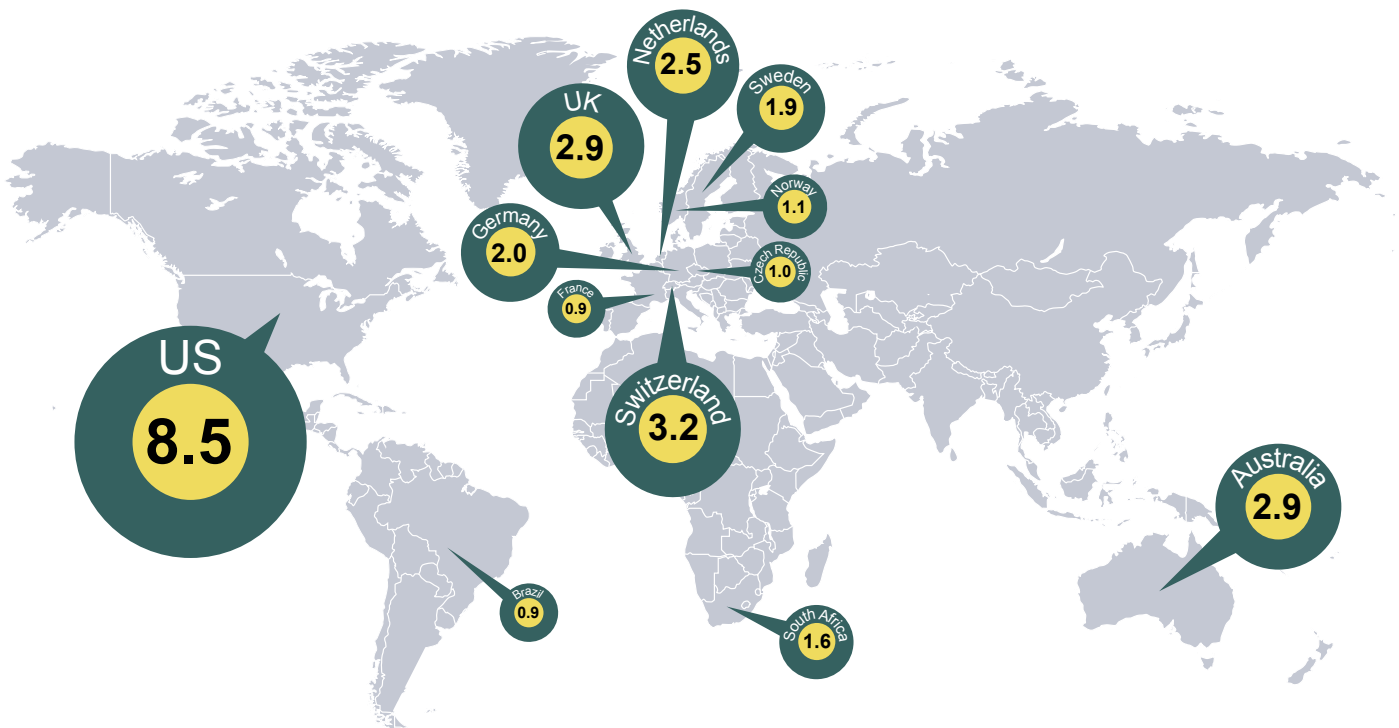 Netherlands
2.5
Sweden
1.9
UK
2.9
Norway
1.1
Germany
2.0
Czech Republic
1.0
France
0.9
US
8.5
Switzerland
3.2
Australia
2.9
Brazil
0.9
South Africa
1.6